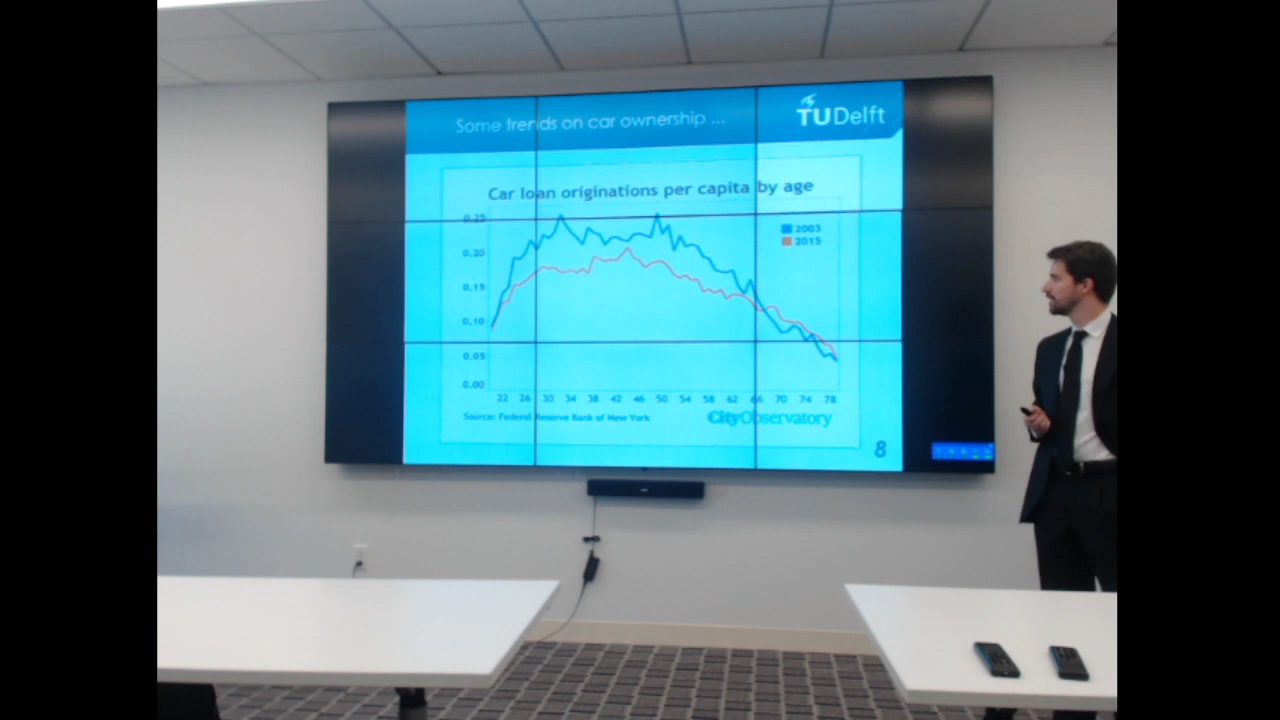 Some trends on car ownership ...
TUDelft
Car loan originations per capita by age
0,25
0,20
0,15
0,10
0,05
0,00
2003
2015
22 26 30 34 38 42 46 50 54 58 62 66 70 74 78
Source: Federal Reserve Bank of New York
CityObservatory
8